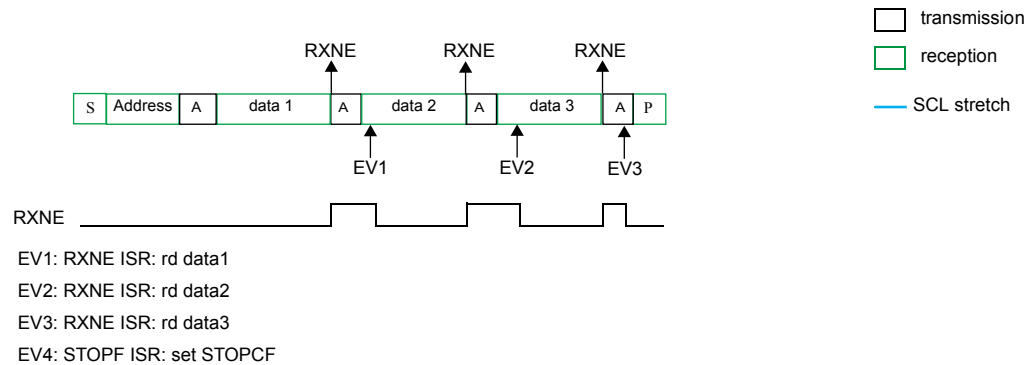 transmission
reception
SCL stretch
RXNE RXNE RXNE
S Address A data 1 A data 2 A data 3 A P
EV1 EV2 EV3
RXNE
EV1: RXNE ISR: rd data1
EV2: RXNE ISR: rd data2
EV3: RXNE ISR: rd data3
EV4: STOPF ISR: set STOPCF